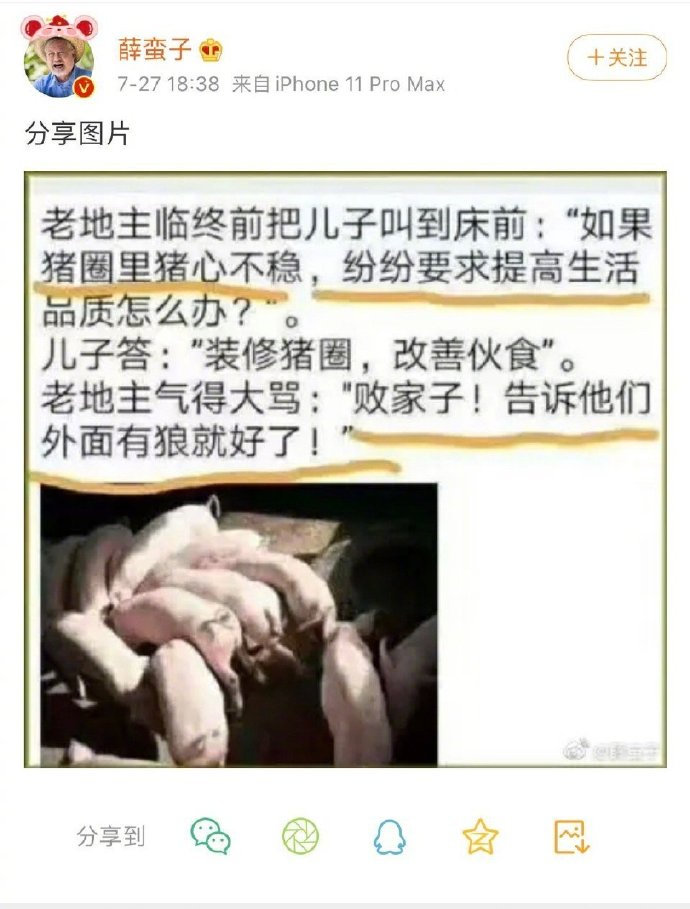 薛蛮子
+关注
7-27 18:38 来自 iPhone 11 Pro Max
分享图片
老地主临终前把儿子叫到床前：“如果
猪圈里猪心不稳，纷纷要求提高生活
品质怎么办？”。
儿子答：”装修猪圈，改善伙食”。
老地主气得大骂："败家子！告诉他们
外面有狼就好了！”
分享到